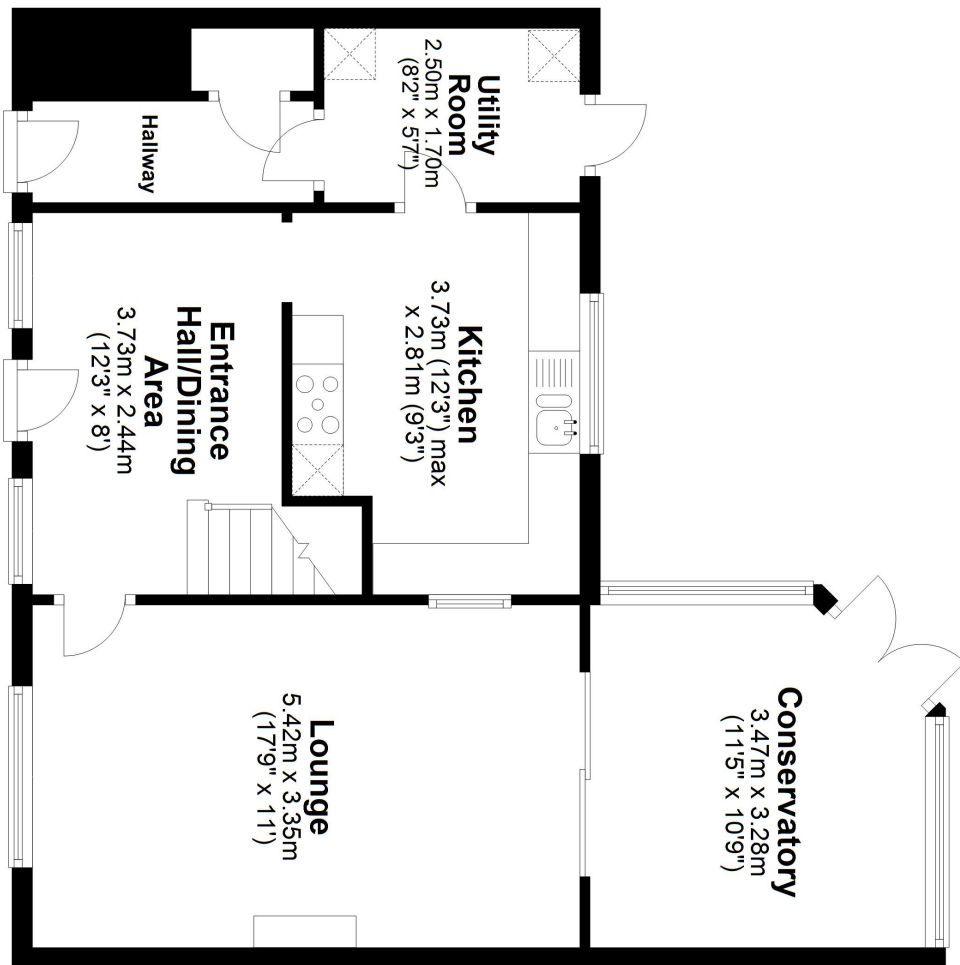 Utility
Room
2.50m x 1.70m
(8'2" x 5'7")
Hallway
Kitchen
3.73m (12'3") max
x 2.81m (9'3")
Entrance
Hall/Dining
Area
3.73m x 2.44m
(12'3" x 8')
Conservatory
3.47m x 3.28m
(11'5" x 10'9")
Lounge
5.42m x 3.35m
(17'9" x 11')